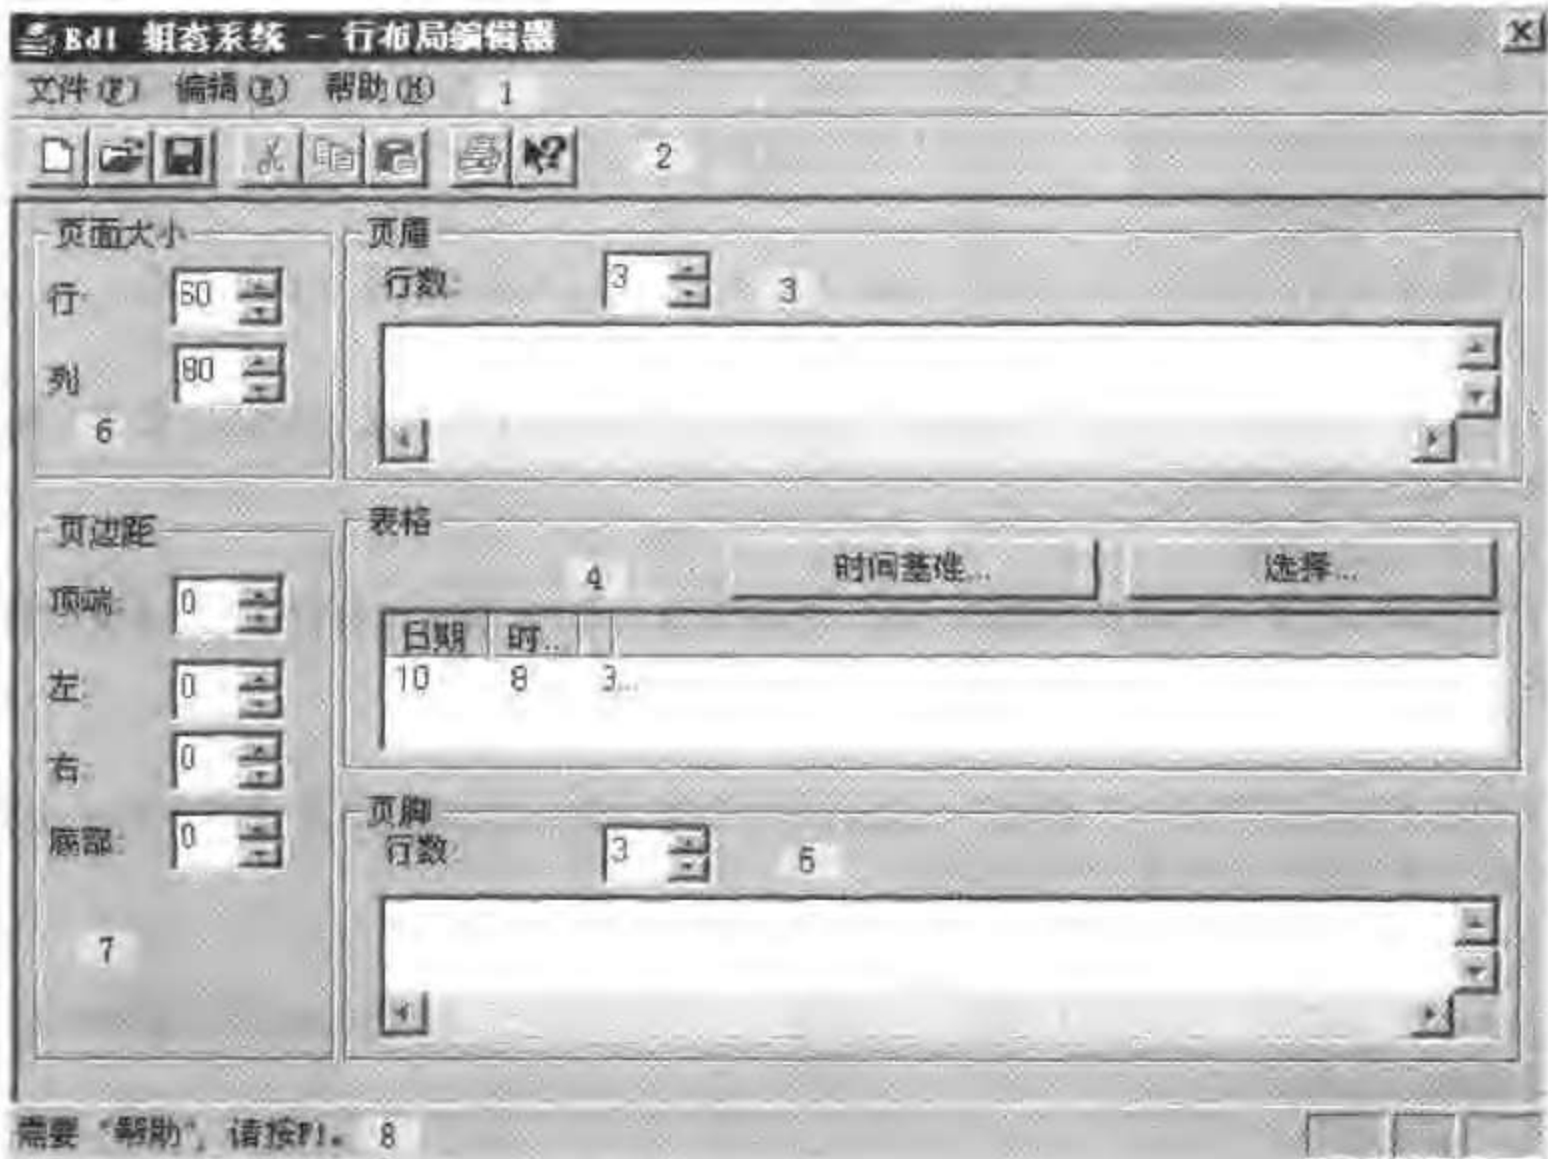 Rd1 组态系统 - 行布局编辑器
文件(F) 编辑(E) 帮助(H) 1
2
页面大小
行: 60
列 80
6
页眉
行数: 3 3
页边距
顶端: 0
左: 0
右: 0
底部: 0
7
表格
4 时间基准... 选择...
日期 时...
10 8 3...
页脚
行数: 3 5
需要 "帮助", 请按F1。 8